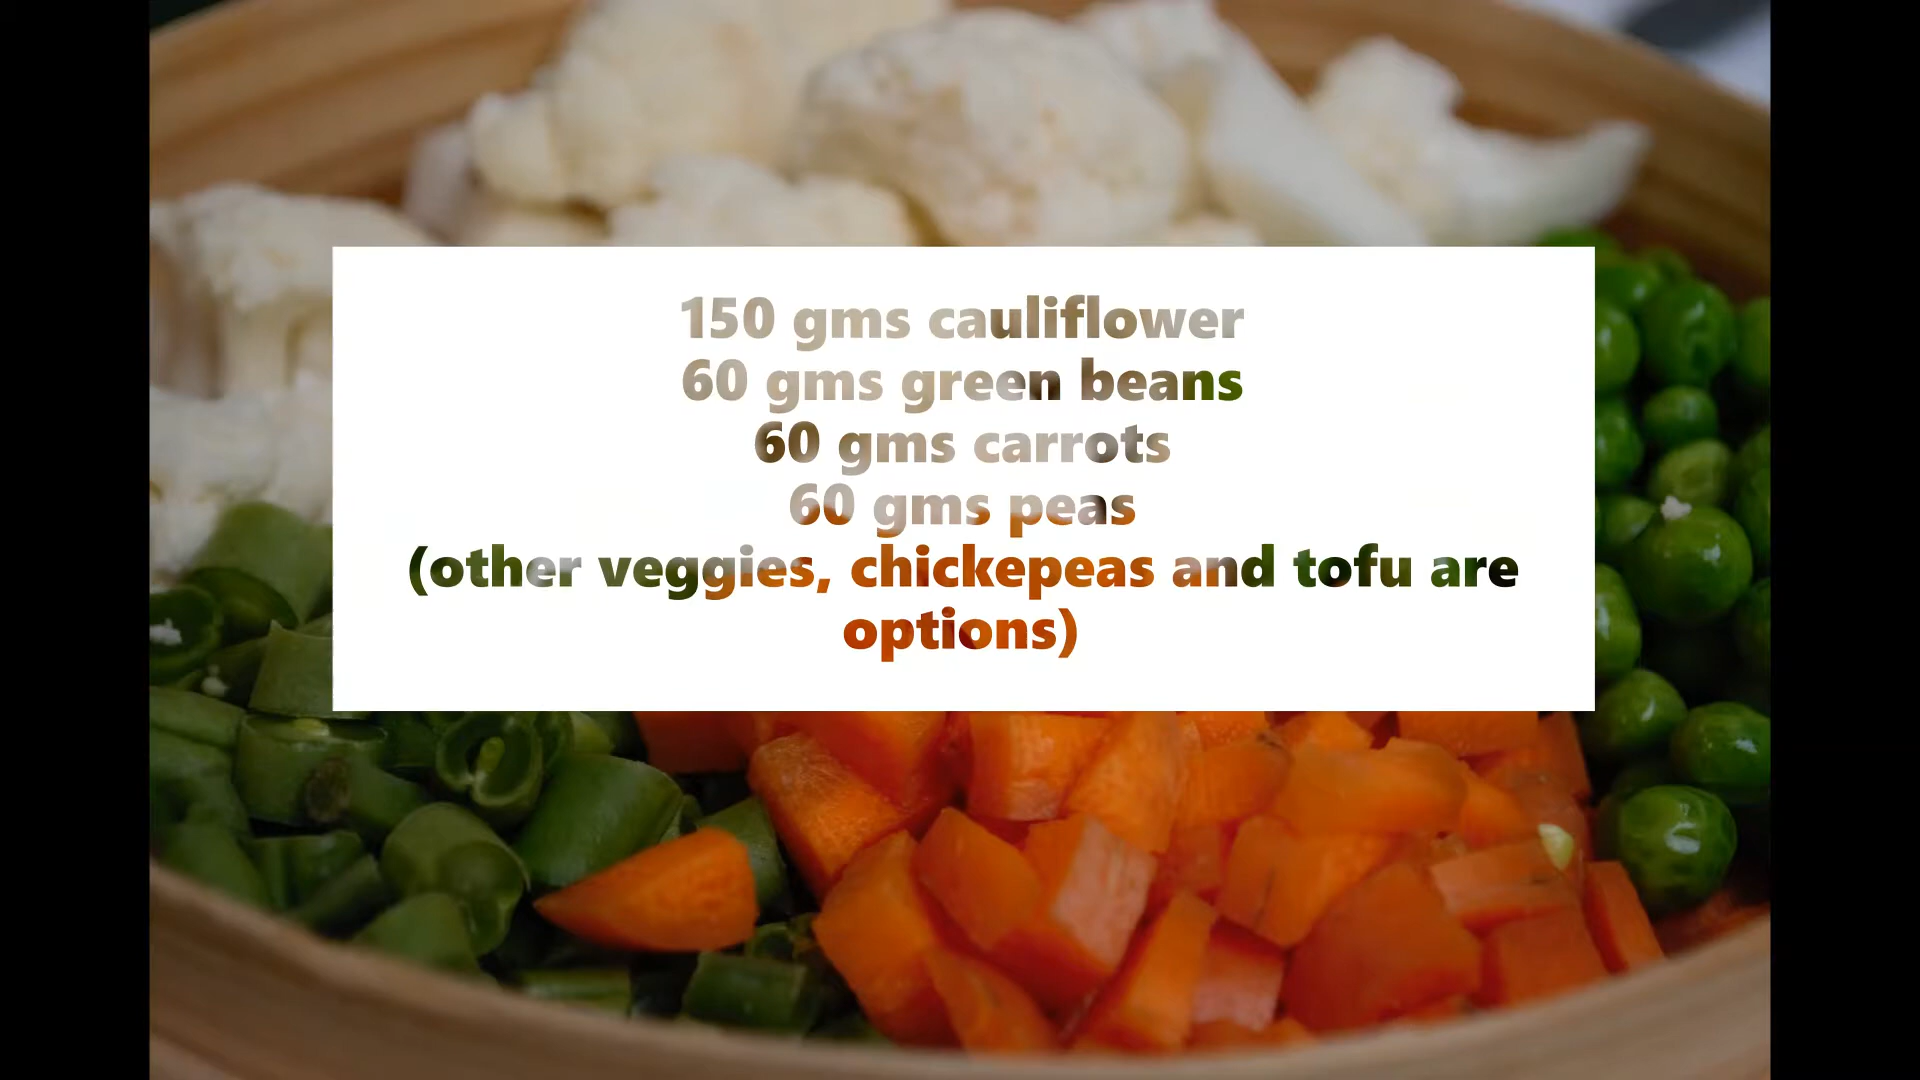 150 gms cauliflower
60 gms green beans
60 gms carrots
60 gms peas
(other veggies, chickepeas and tofu are
options)